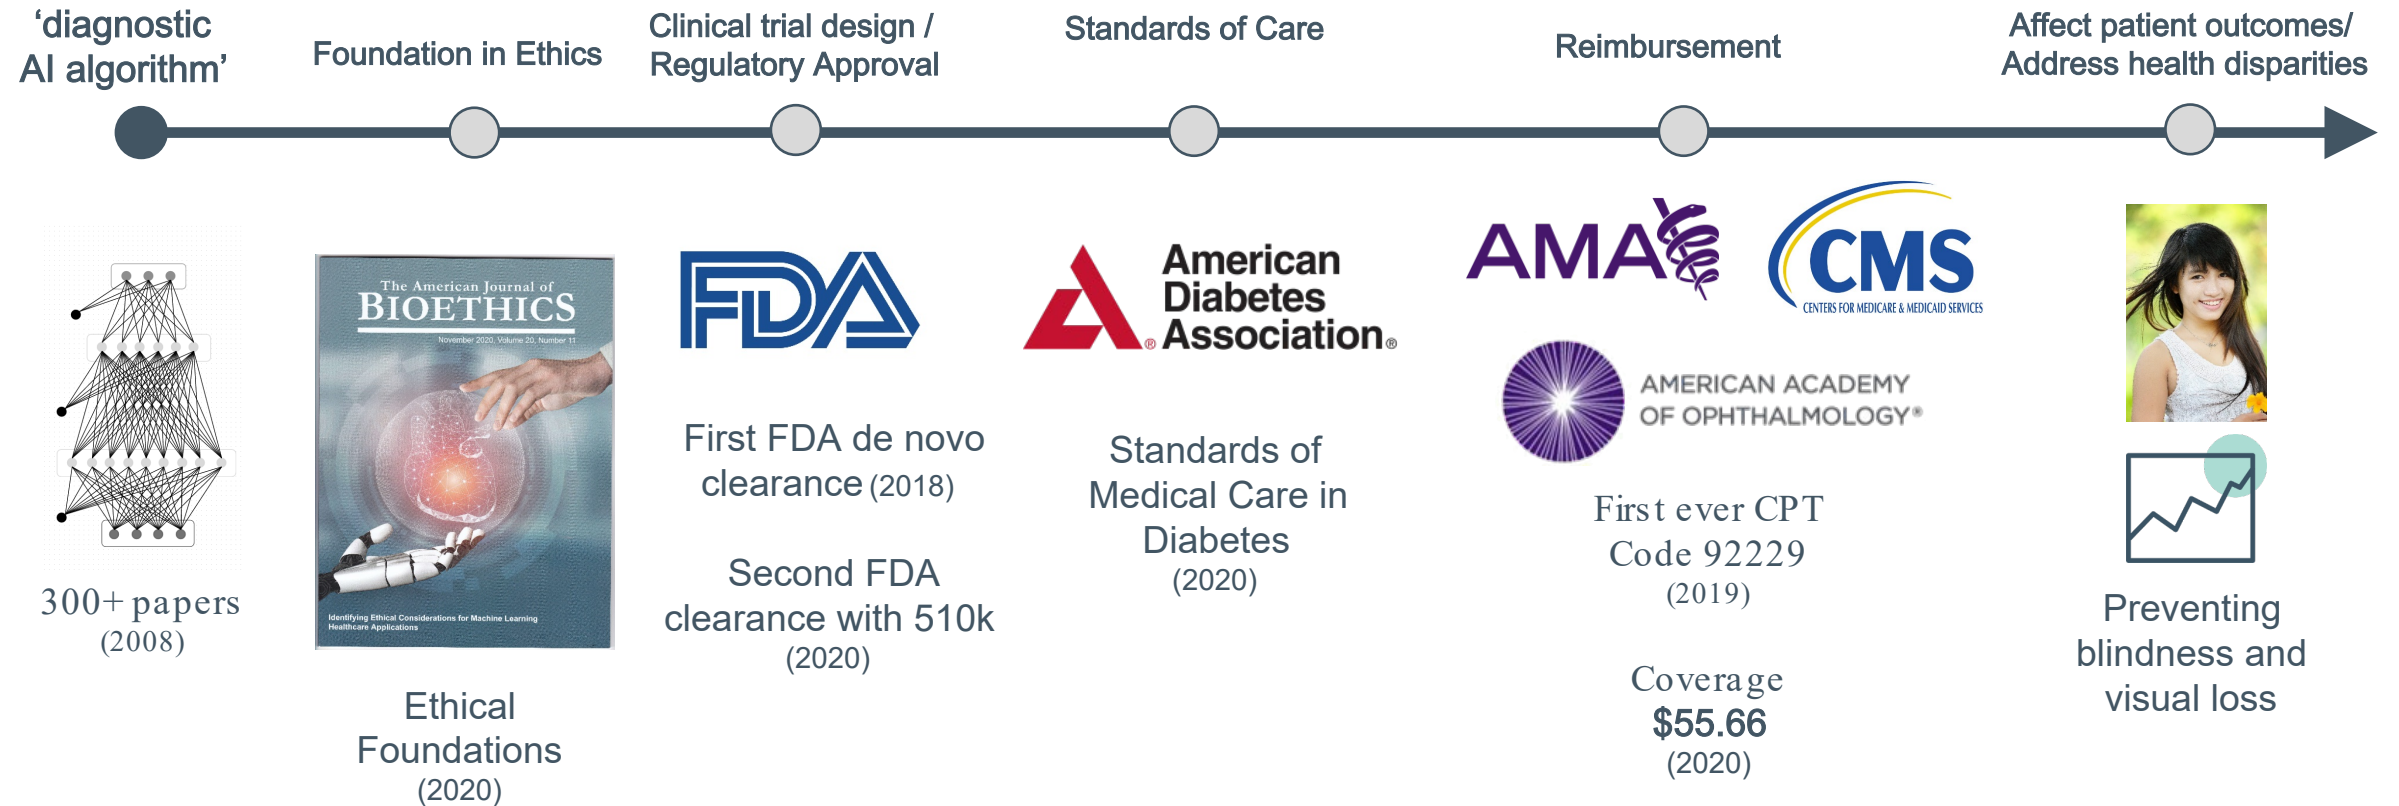 ‘diagnostic
AI algorithm’
Foundation in Ethics
Clinical trial design /
Regulatory Approval
Standards of Care
Reimbursement
Affect patient outcomes/
Address health disparities
300+ papers
(2008)
The American Journal of
BIOETHICS
November 2020, Volume 20, Number 11
Identifying Ethical Considerations for Machine Learning
Healthcare Applications
Ethical
Foundations
(2020)
FDA
First FDA de novo
clearance (2018)
Second FDA
clearance with 510k
(2020)
American
Diabetes
Association®
®
Standards of
Medical Care in
Diabetes
(2020)
AMA
CMS
CENTERS FOR MEDICARE & MEDICAID SERVICES
AMERICAN ACADEMY
OF OPHTHALMOLOGY®
First ever CPT
Code 92229
(2019)
Coverage
$55.66
(2020)
Preventing
blindness and
visual loss